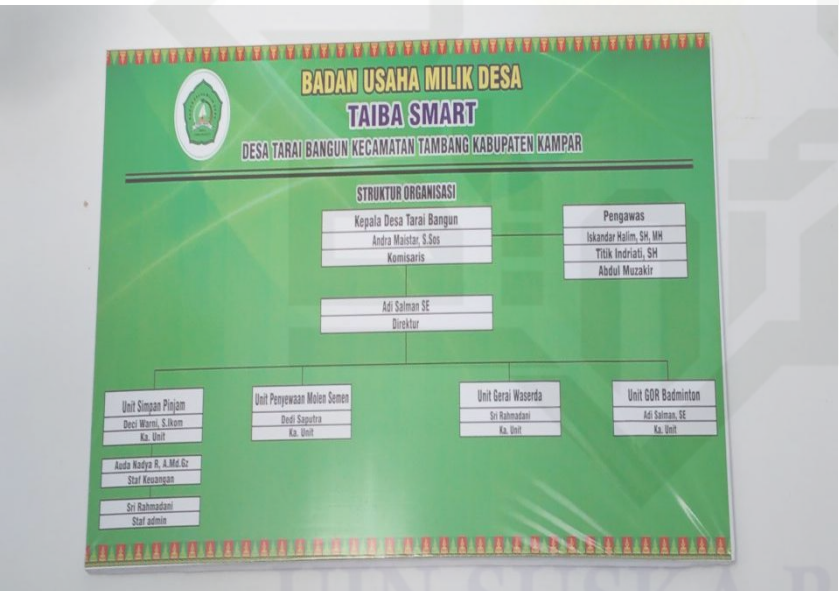 BADAN USAHA MILIK DESA
TAIBA SMART
DESA TARAI BANGUN KECAMATAN TAMBANG KABUPATEN KAMPAR
STRUKTUR ORGANISASI
Kepala Desa Tarai Bangun
Andra Maistar, S.Sos
Komisaris
Pengawas
Iskandar Halim, SH, MH
Titik Indriati, SH
Abdul Muzakir
Adi Salman SE
Direktur
Unit Simpan Pinjam
Deci Warni, S.Ikom
Ka. Unit
Auda Nadya R, A.Md.Gz
Staf Keuangan
Sri Rahmadani
Staf admin
Unit Penyewaan Molen Semen
Dedi Saputra
Ka. Unit
Unit Gerai Waserda
Sri Rahmadani
Ka. Unit
Unit GOR Badminton
Adi Salman, SE
Ka. Unit
UIN SUSKA